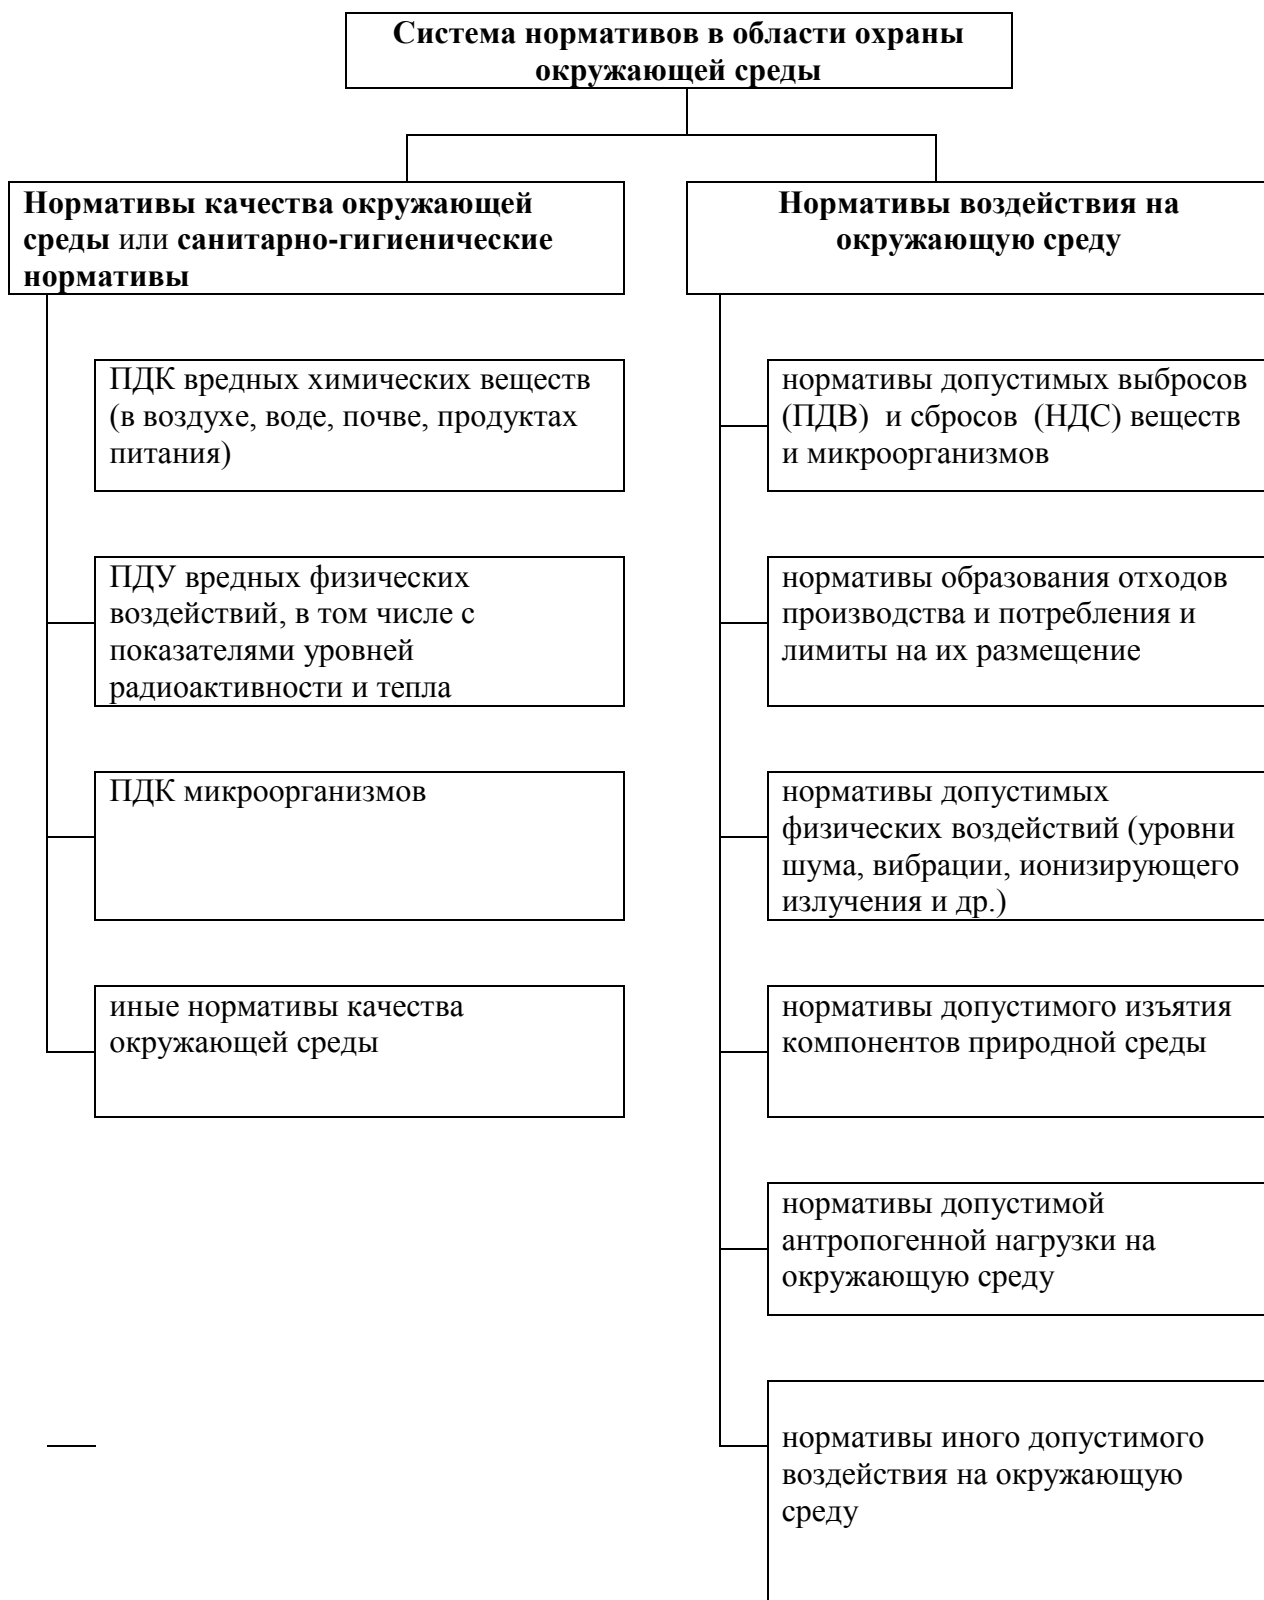 Система нормативов в области охраны
окружающей среды
Нормативы качества окружающей
среды или санитарно-гигиенические
нормативы
ПДК вредных химических веществ
(в воздухе, воде, почве, продуктах
питания)
ПДУ вредных физических
воздействий, в том числе с
показателями уровней
радиоактивности и тепла
ПДК микроорганизмов
иные нормативы качества
окружающей среды
Нормативы воздействия на
окружающую среду
нормативы допустимых выбросов
(ПДВ)  и сбросов  (НДС) веществ
и микроорганизмов
нормативы образования отходов
производства и потребления и
лимиты на их размещение
нормативы допустимых
физических воздействий (уровни
шума, вибрации, ионизирующего
излучения и др.)
нормативы допустимого изъятия
компонентов природной среды
нормативы допустимой
антропогенной нагрузки на
окружающую среду
нормативы иного допустимого
воздействия на окружающую
среду